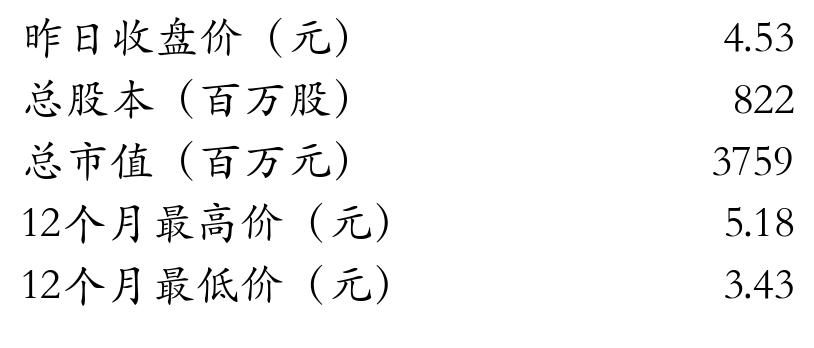 昨日收盘价（元） 4.53
总股本（百万股） 822
总市值（百万元） 3759
12个月最高价（元） 5.18
12个月最低价（元） 3.43